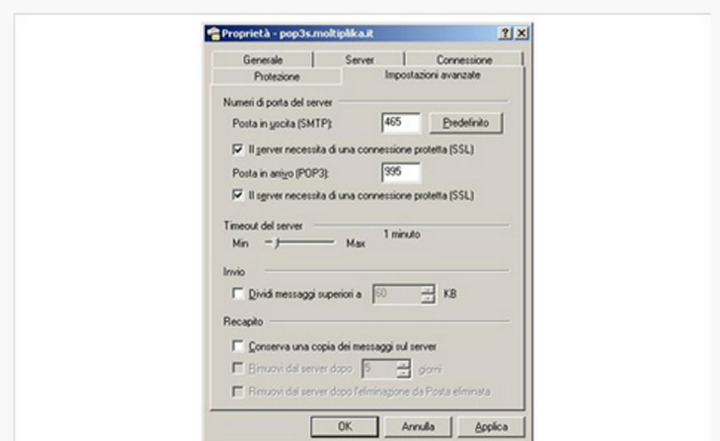 Proprietà - pop3s.moltiplika.it
Generale Server Connessione
Protezione Impostazioni avanzate
Numeri di porta del server
Posta in uscita (SMTP): 465 Predefinito
Il server necessita di una connessione protetta (SSL)
Posta in arrivo (POP3): 995
Il server necessita di una connessione protetta (SSL)
Timeout del server
Min Max 1 minuto
Invio
Dividi messaggi superiori a 60 KB
Recapito
Conserva una copia dei messaggi sul server
Rimuovi dal server dopo 5 giorni
Rimuovi dal server dopo l'eliminazione da Posta eliminata
OK Annulla Applica